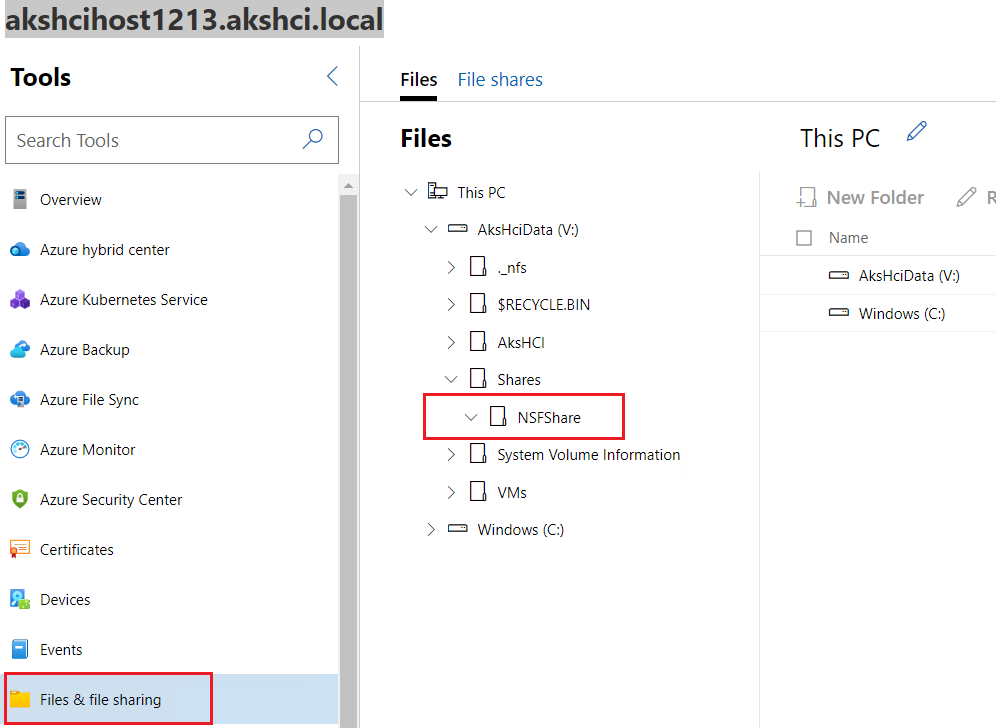 akshcihost1213.akshci.local
Tools
Search Tools
Overview
Azure hybrid center
Azure Kubernetes Service
Azure Backup
Azure File Sync
Azure Monitor
Azure Security Center
Certificates
Devices
Events
Files & file sharing
Files File shares
Files
This PC
AksHciData (V:)
._nfs
$RECYCLE.BIN
AksHCI
Shares
NSFShare
System Volume Information
VMs
Windows (C:)
This PC
New Folder R
Name
AksHciData (V:)
Windows (C:)